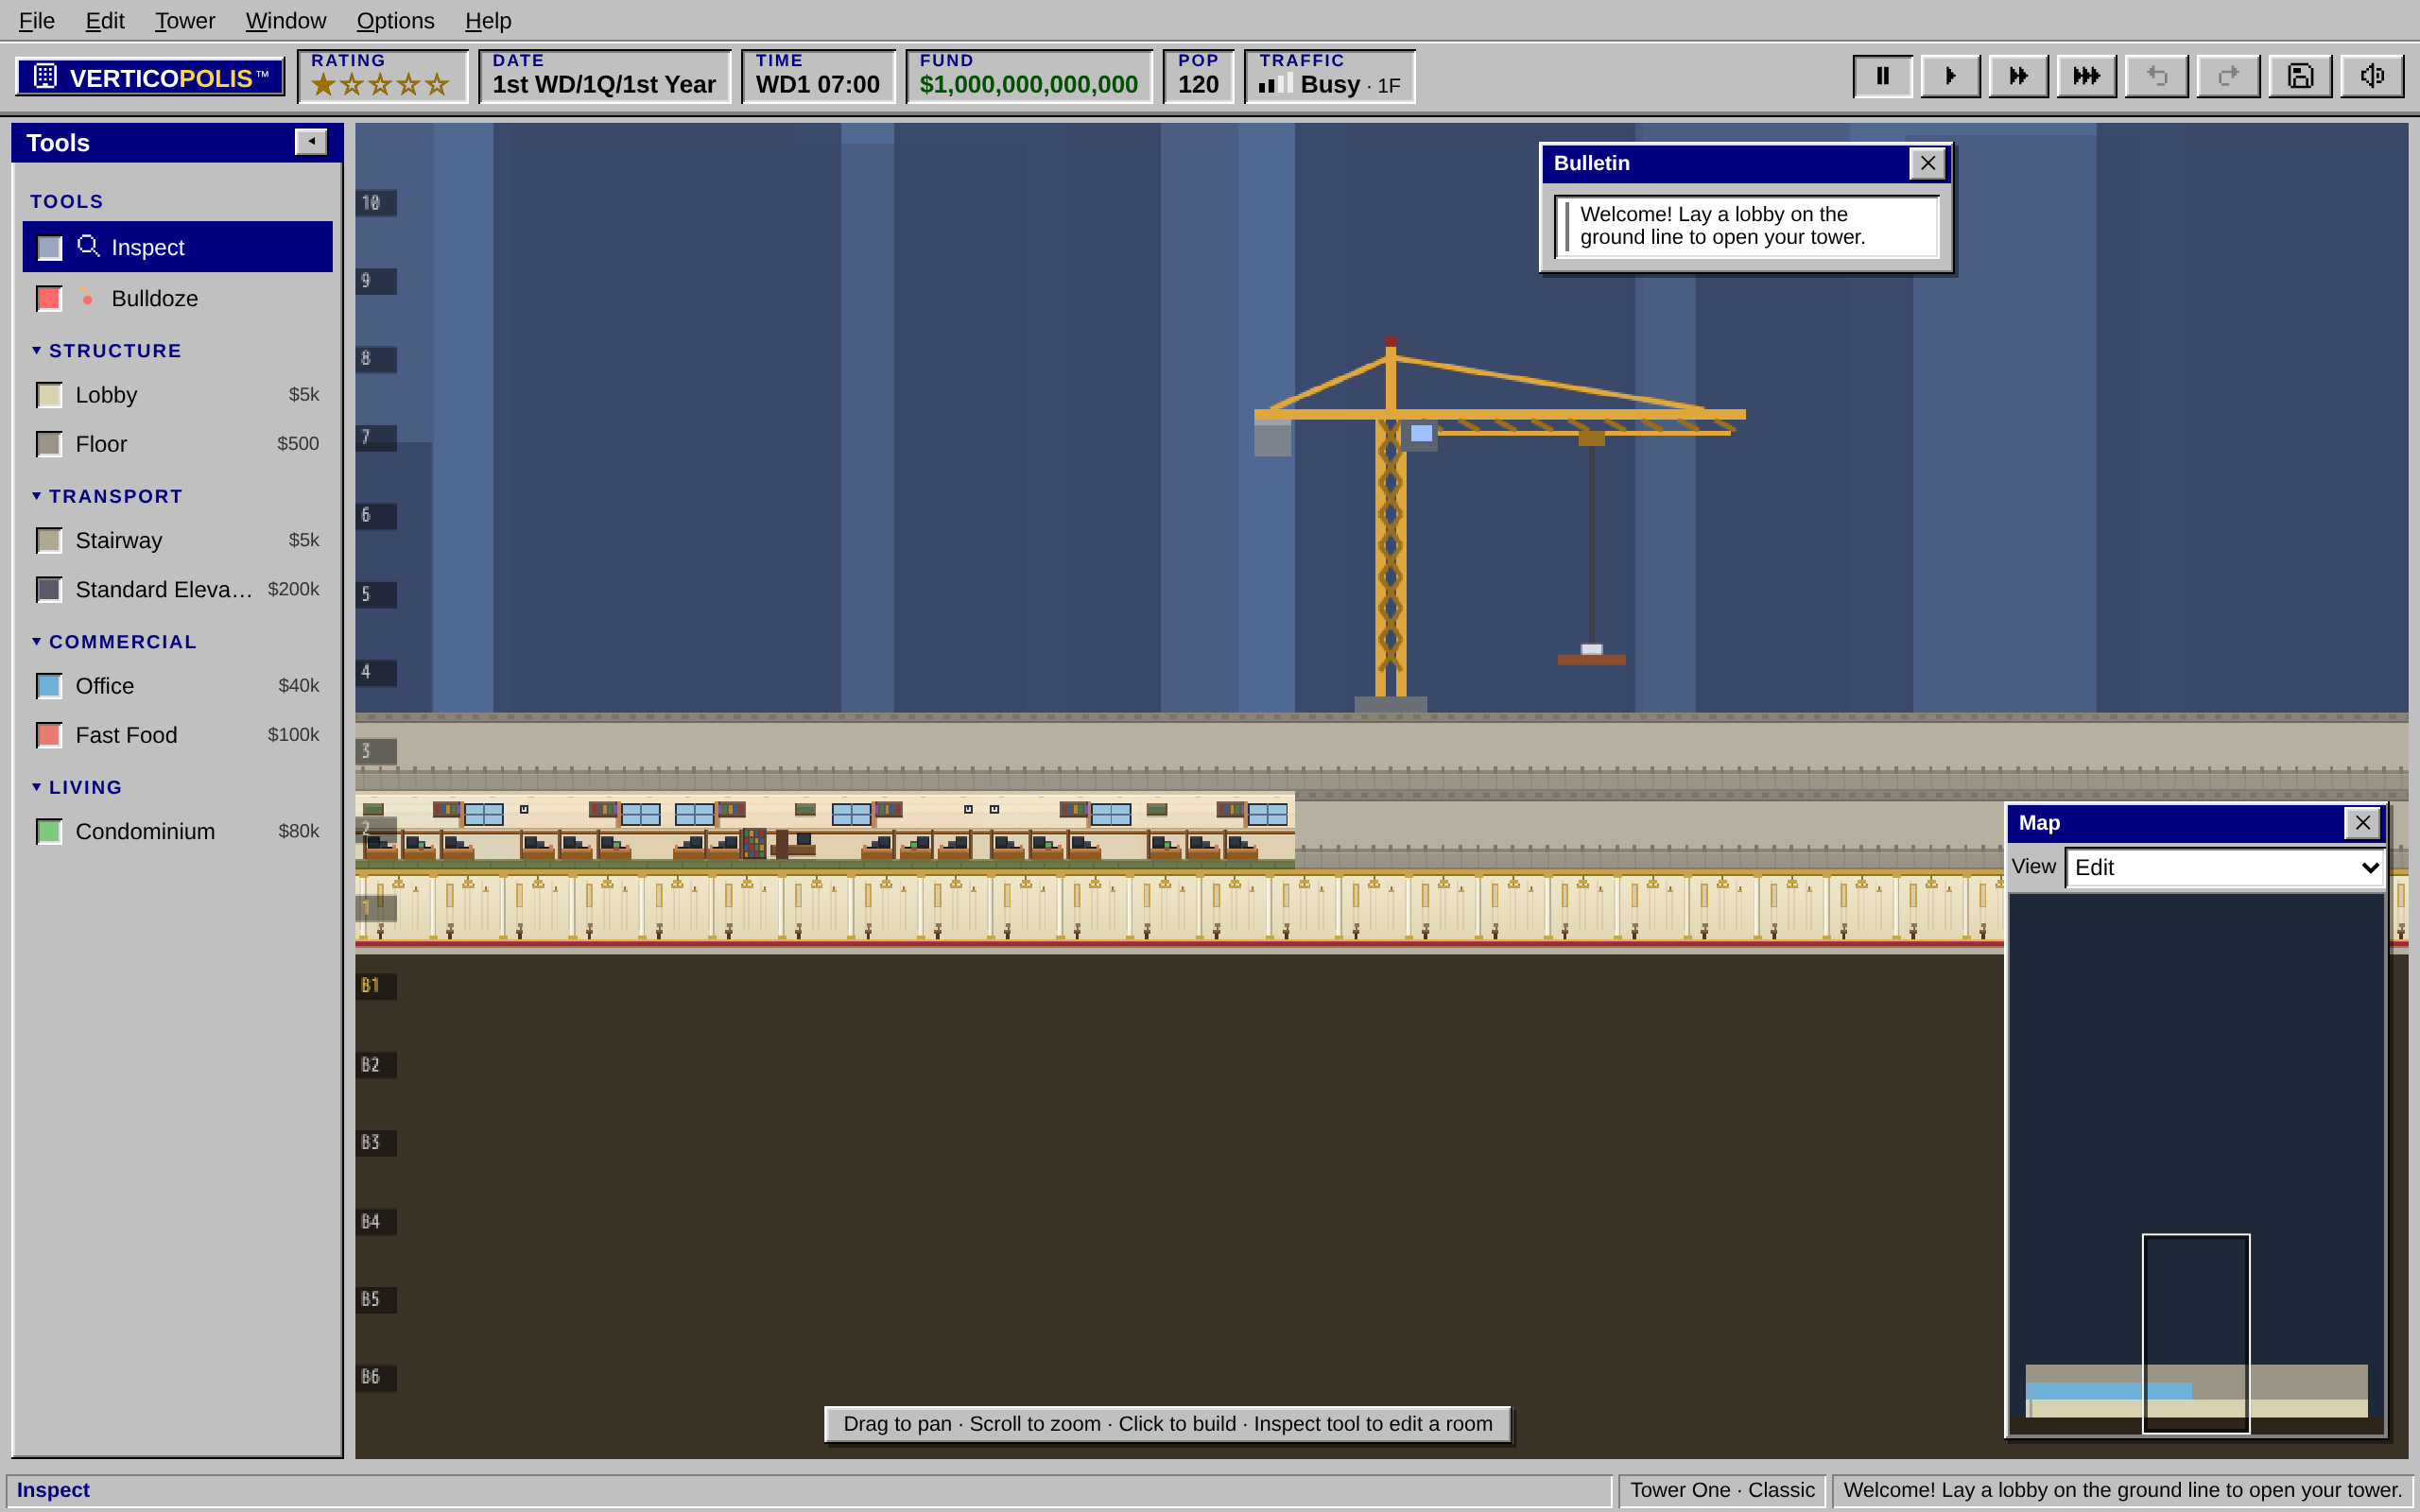 File Edit Tower Window Options Help
VERTICOPOLIS™
RATING
DATE
1st WD/1Q/1st Year
TIME
WD1 07:00
FUND
$1,000,000,000,000
POP
120
TRAFFIC
Busy · 1F
Tools
TOOLS
Inspect
Bulldoze
STRUCTURE
Lobby $5k
Floor $500
TRANSPORT
Stairway $5k
Standard Eleva… $200k
COMMERCIAL
Office $40k
Fast Food $100k
LIVING
Condominium $80k
10
9
8
7
6
5
4
3
2
1
B1
B2
B3
B4
B5
B6
Bulletin
Welcome! Lay a lobby on the
ground line to open your tower.
Map
View Edit
Drag to pan · Scroll to zoom · Click to build · Inspect tool to edit a room
Inspect
Tower One · Classic
Welcome! Lay a lobby on the ground line to open your tower.